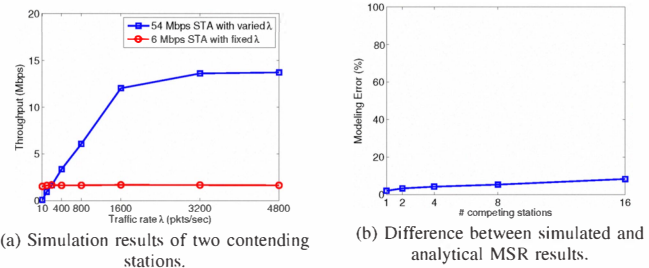 20
15
10
5
0
Throughput (Mbps)
54 Mbps STA with varied λ
6 Mbps STA with fixed λ
10 400 800 1600 3200 4800
Traffic rate λ (pkts/sec)
(a) Simulation results of two contending
stations.
100
80
60
40
20
0
Modeling Error (%)
1 2 4 8 16
# competing stations
(b) Difference between simulated and
analytical MSR results.